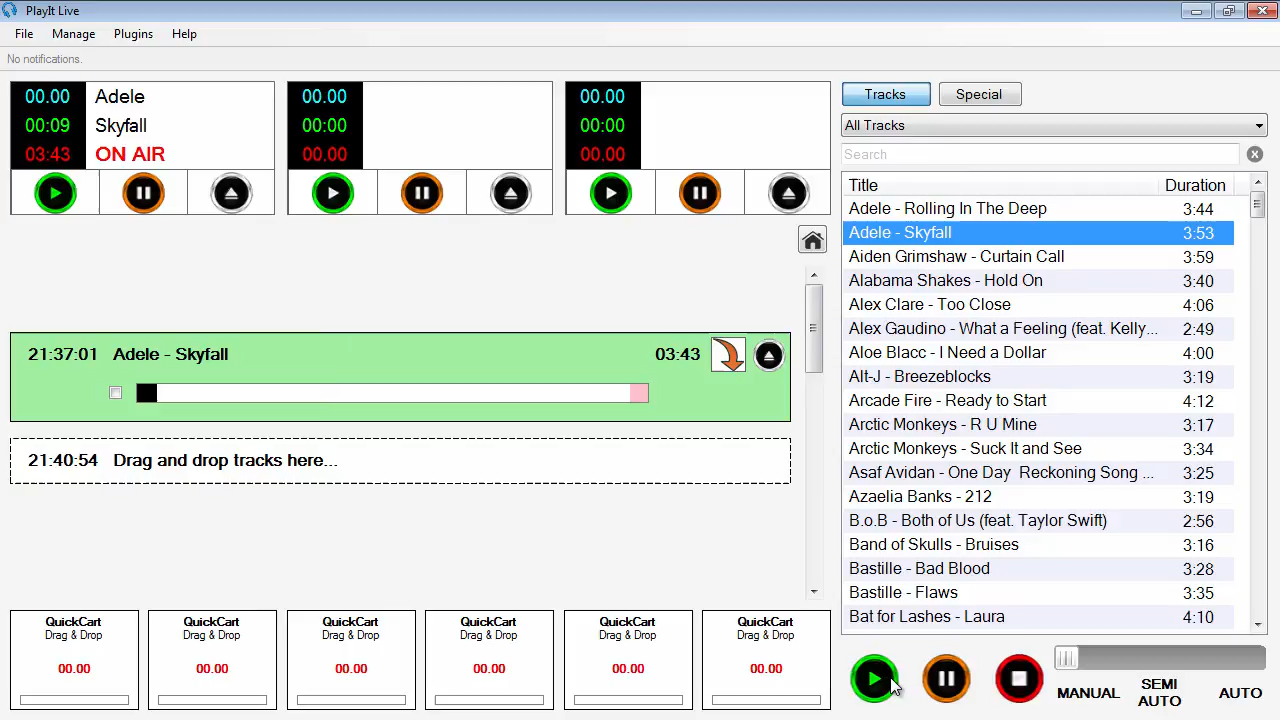 PlayIt Live
File Manage Plugins Help
No notifications.
00.00 Adele
00:09 Skyfall
03:43 ON AIR
00.00
00:00
00.00
00.00
00:00
00.00
21:37:01 Adele - Skyfall 03:43
21:40:54 Drag and drop tracks here...
QuickCart
Drag & Drop
00.00
QuickCart
Drag & Drop
00.00
QuickCart
Drag & Drop
00.00
QuickCart
Drag & Drop
00.00
QuickCart
Drag & Drop
00.00
QuickCart
Drag & Drop
00.00
Tracks Special
All Tracks
Search
Title Duration
Adele - Rolling In The Deep 3:44
Adele - Skyfall 3:53
Aiden Grimshaw - Curtain Call 3:59
Alabama Shakes - Hold On 3:40
Alex Clare - Too Close 4:06
Alex Gaudino - What a Feeling (feat. Kelly... 2:49
Aloe Blacc - I Need a Dollar 4:00
Alt-J - Breezeblocks 3:19
Arcade Fire - Ready to Start 4:12
Arctic Monkeys - R U Mine 3:17
Arctic Monkeys - Suck It and See 3:34
Asaf Avidan - One Day  Reckoning Song ... 3:25
Azaelia Banks - 212 3:19
B.o.B - Both of Us (feat. Taylor Swift) 2:56
Band of Skulls - Bruises 3:16
Bastille - Bad Blood 3:28
Bastille - Flaws 3:35
Bat for Lashes - Laura 4:10
MANUAL
SEMI
AUTO
AUTO